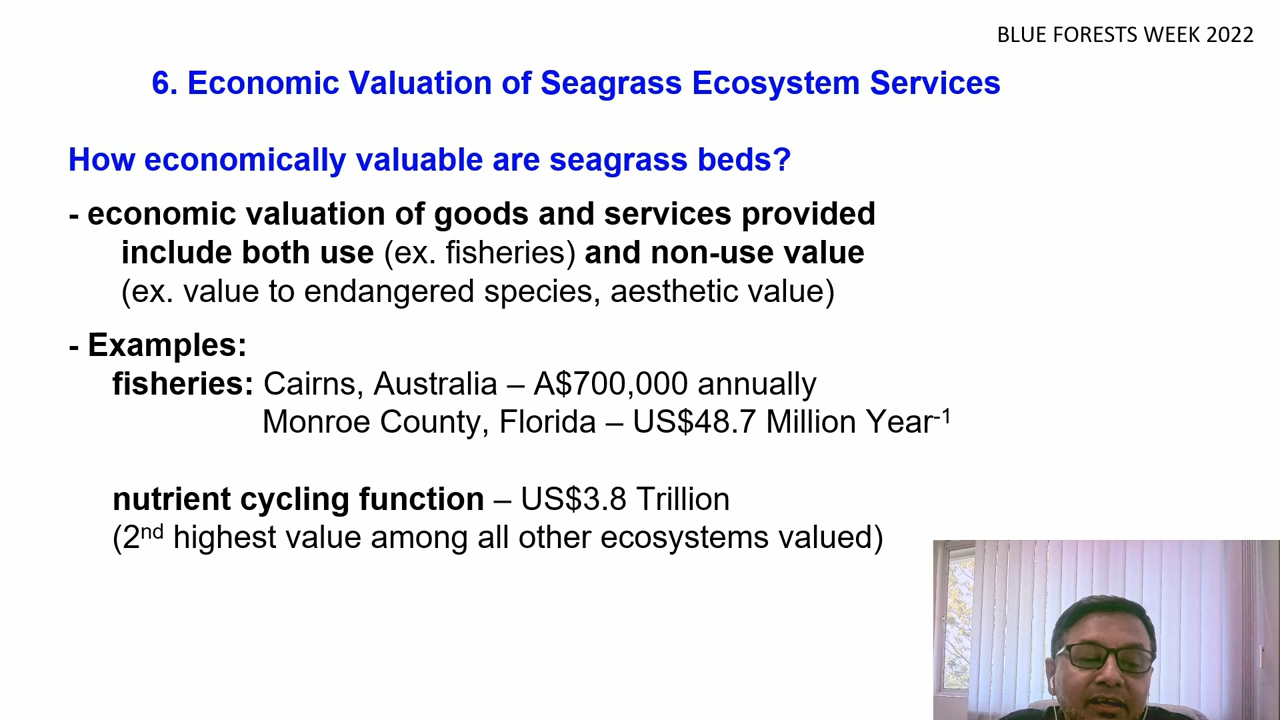 BLUE FORESTS WEEK 2022
6. Economic Valuation of Seagrass Ecosystem Services
How economically valuable are seagrass beds?
- economic valuation of goods and services provided
include both use (ex. fisheries) and non-use value
(ex. value to endangered species, aesthetic value)
- Examples:
fisheries: Cairns, Australia – A$700,000 annually
Monroe County, Florida – US$48.7 Million Year⁻¹
nutrient cycling function – US$3.8 Trillion
(2ⁿᵈ highest value among all other ecosystems valued)